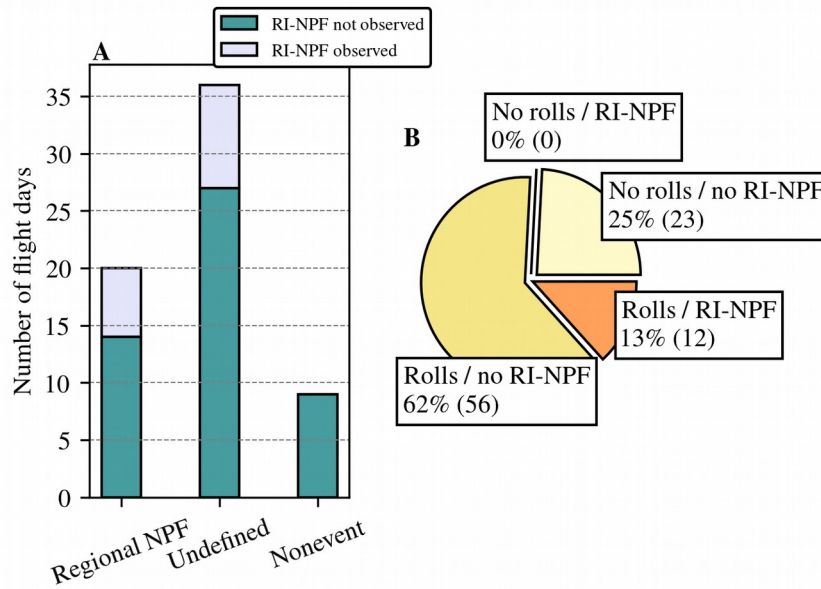 RI-NPF not observed
RI-NPF observed
A
Number of flight days
35
30
25
20
15
10
5
0
Regional NPF
Undefined
Nonevent
B
No rolls / RI-NPF
0% (0)
No rolls / no RI-NPF
25% (23)
Rolls / RI-NPF
13% (12)
Rolls / no RI-NPF
62% (56)